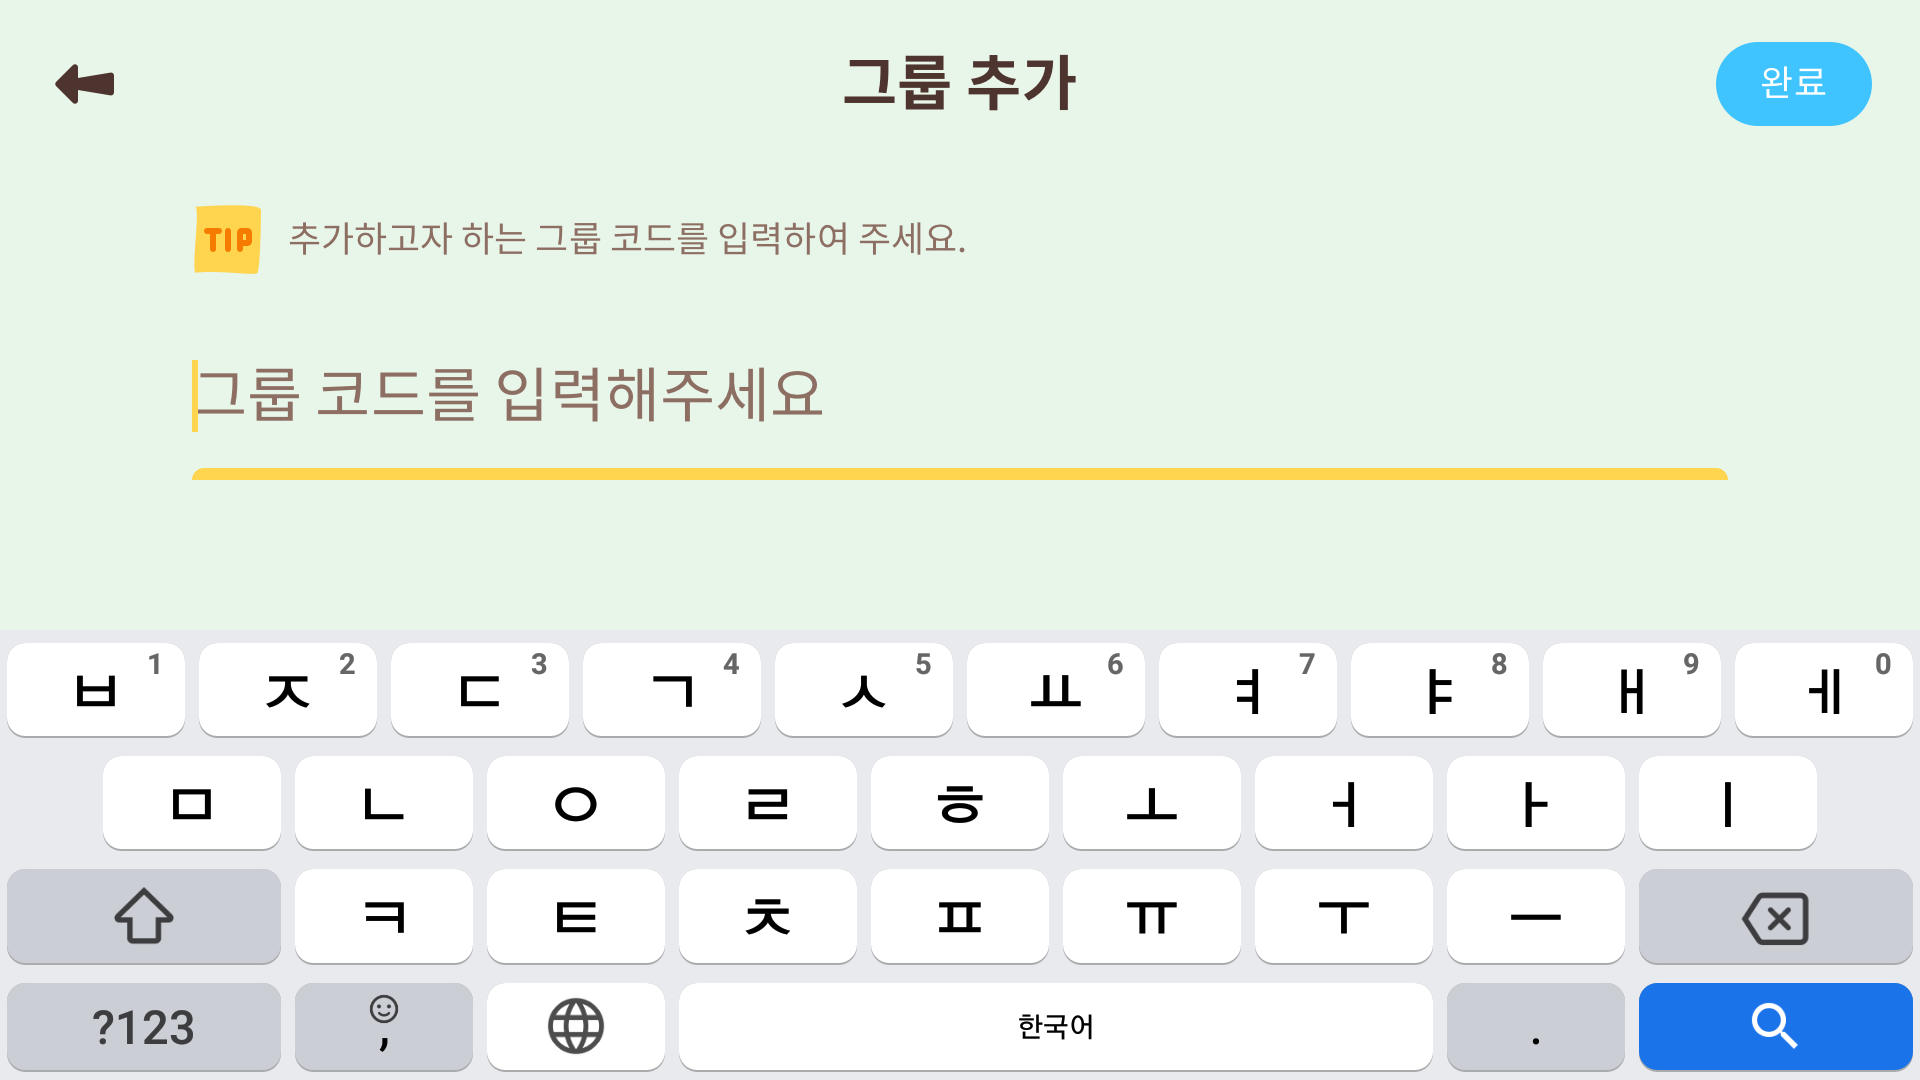 그룹 추가
완료
TIP 추가하고자 하는 그룹 코드를 입력하여 주세요.
그룹 코드를 입력해주세요
ㅂ 1 ㅈ 2 ㄷ 3 ㄱ 4 ㅅ 5 ㅛ 6 ㅕ 7 ㅑ 8 ㅐ 9 ㅔ 0
ㅁ ㄴ ㅇ ㄹ ㅎ ㅗ ㅓ ㅏ ㅣ
ㅋ ㅌ ㅊ ㅍ ㅠ ㅜ ㅡ
?123 , 한국어 .